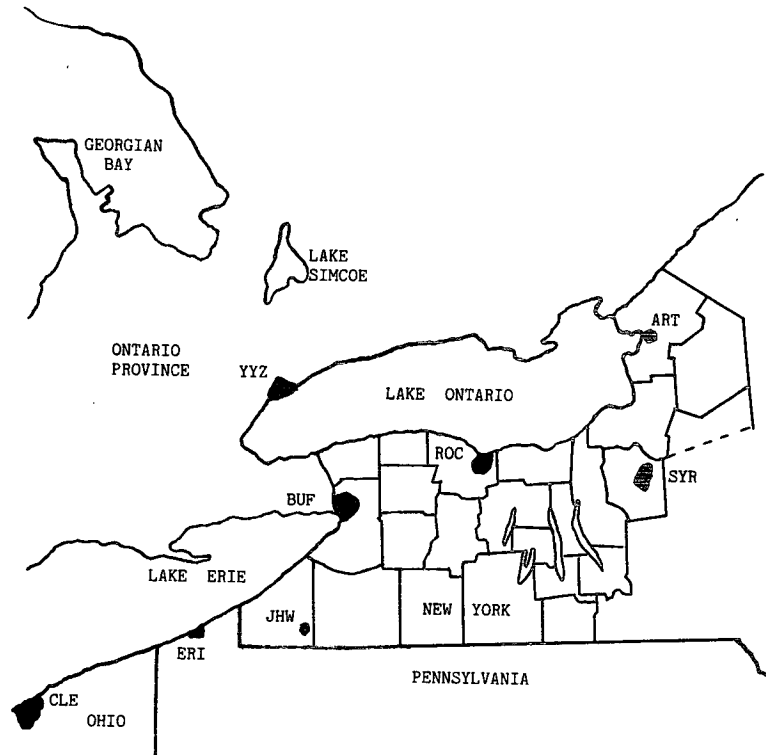 GEORGIAN
BAY
LAKE
SIMCOE
ART
ONTARIO
PROVINCE
YYZ
LAKE ONTARIO
ROC
SYR
BUF
LAKE ERIE
JHW
NEW YORK
ERI
PENNSYLVANIA
CLE
OHIO